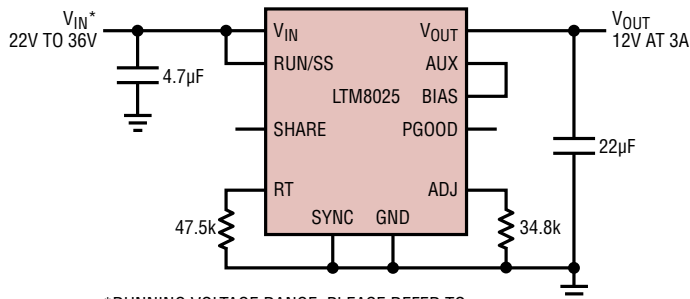 VIN*
22V TO 36V
4.7µF
VIN
RUN/SS
SHARE
RT
SYNC
GND
LTM8025
VOUT
AUX
BIAS
PGOOD
ADJ
47.5k
34.8k
VOUT
12V AT 3A
22µF
*RUNNING VOLTAGE RANGE. PLEASE REFER TO